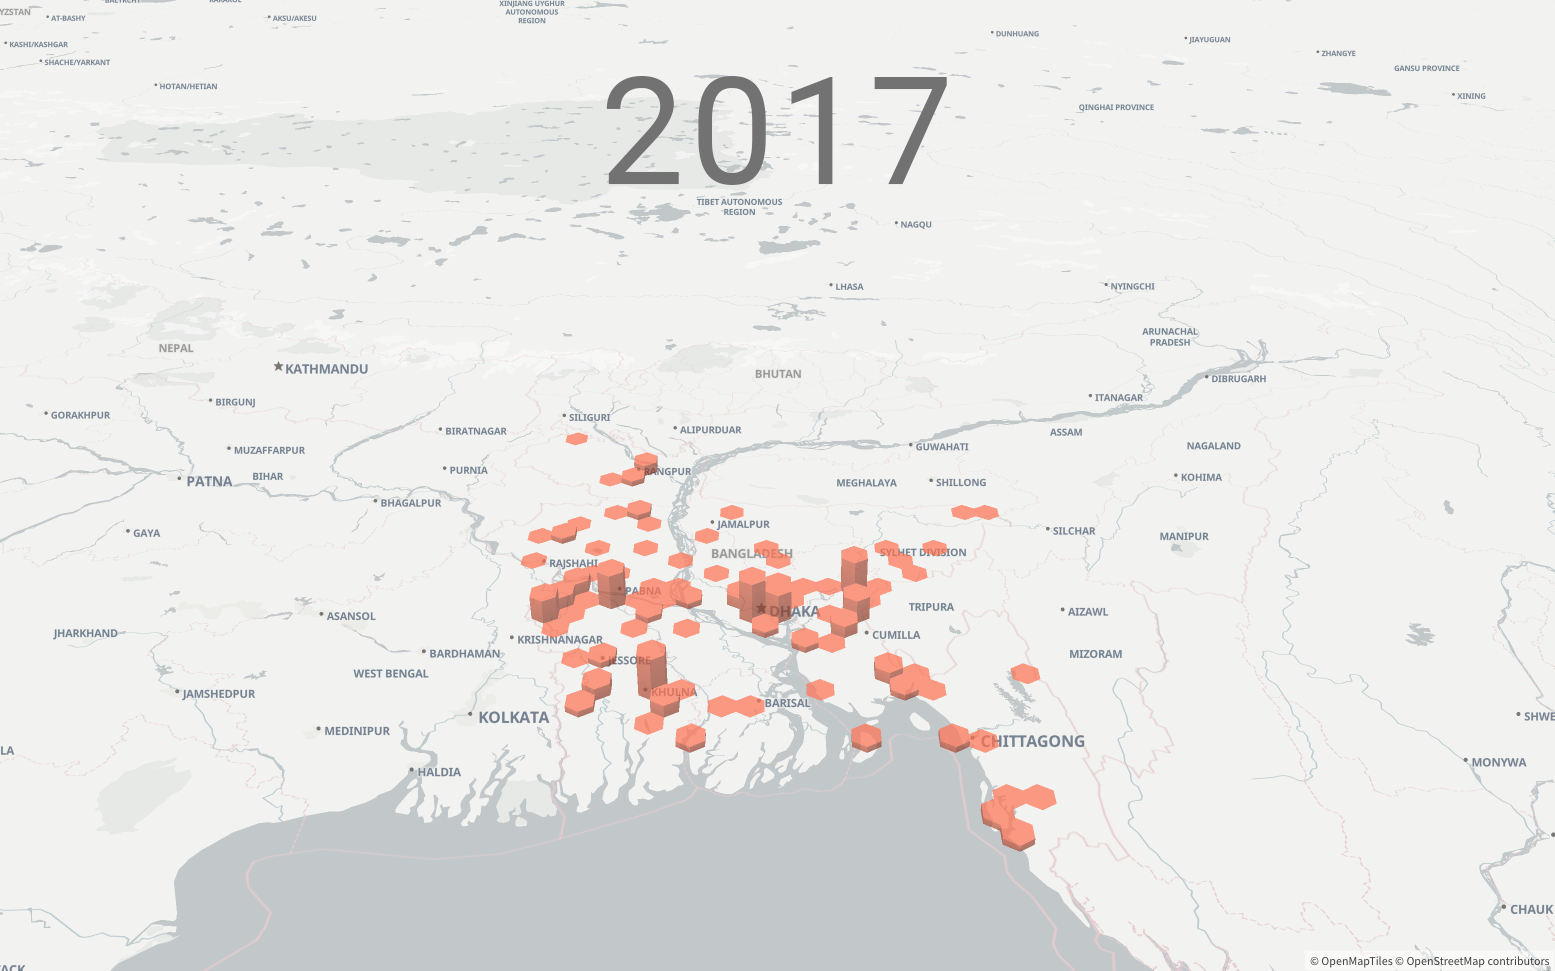 XINJIANG UYGHUR
AUTONOMOUS
REGION
YZSTAN
AT-BASHY
AKSU/AKESU
DUNHUANG
JIAYUGUAN
KASHI/KASHGAR
ZHANGYE
SHACHE/YARKANT
GANSU PROVINCE
HOTAN/HETIAN
XINING
2017
QINGHAI PROVINCE
TIBET AUTONOMOUS
REGION
NAGQU
LHASA
NYINGCHI
ARUNACHAL
PRADESH
NEPAL
KATHMANDU
BHUTAN
DIBRUGARH
ITANAGAR
BIRGUNJ
GORAKHPUR
SILIGURI
BIRATNAGAR
ALIPURDUAR
ASSAM
GUWAHATI
NAGALAND
MUZAFFARPUR
PURNIA
RANGPUR
BIHAR
PATNA
MEGHALAYA
SHILLONG
KOHIMA
BHAGALPUR
JAMALPUR
GAYA
SILCHAR
MANIPUR
BANGLADESH
SYLHET DIVISION
RAJSHAHI
PABNA
DHAKA
TRIPURA
AIZAWL
ASANSOL
JHARKHAND
KRISHNANAGAR
CUMILLA
BARDHAMAN
JESSORE
MIZORAM
WEST BENGAL
JAMSHEDPUR
KHULNA
BARISAL
KOLKATA
SHWE
MEDINIPUR
CHITTAGONG
LA
MONYWA
HALDIA
CHAUK
TACK
© OpenMapTiles © OpenStreetMap contributors